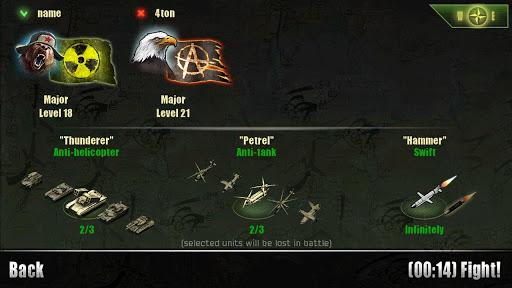 name
4ton
W E
Major
Level 18
Major
Level 21
"Thunderer"
Anti-helicopter
"Petrel"
Anti-tank
"Hammer"
Swift
2/3
2/3
Infinitely
(selected units will be lost in battle)
Back
(00:14) Fight!